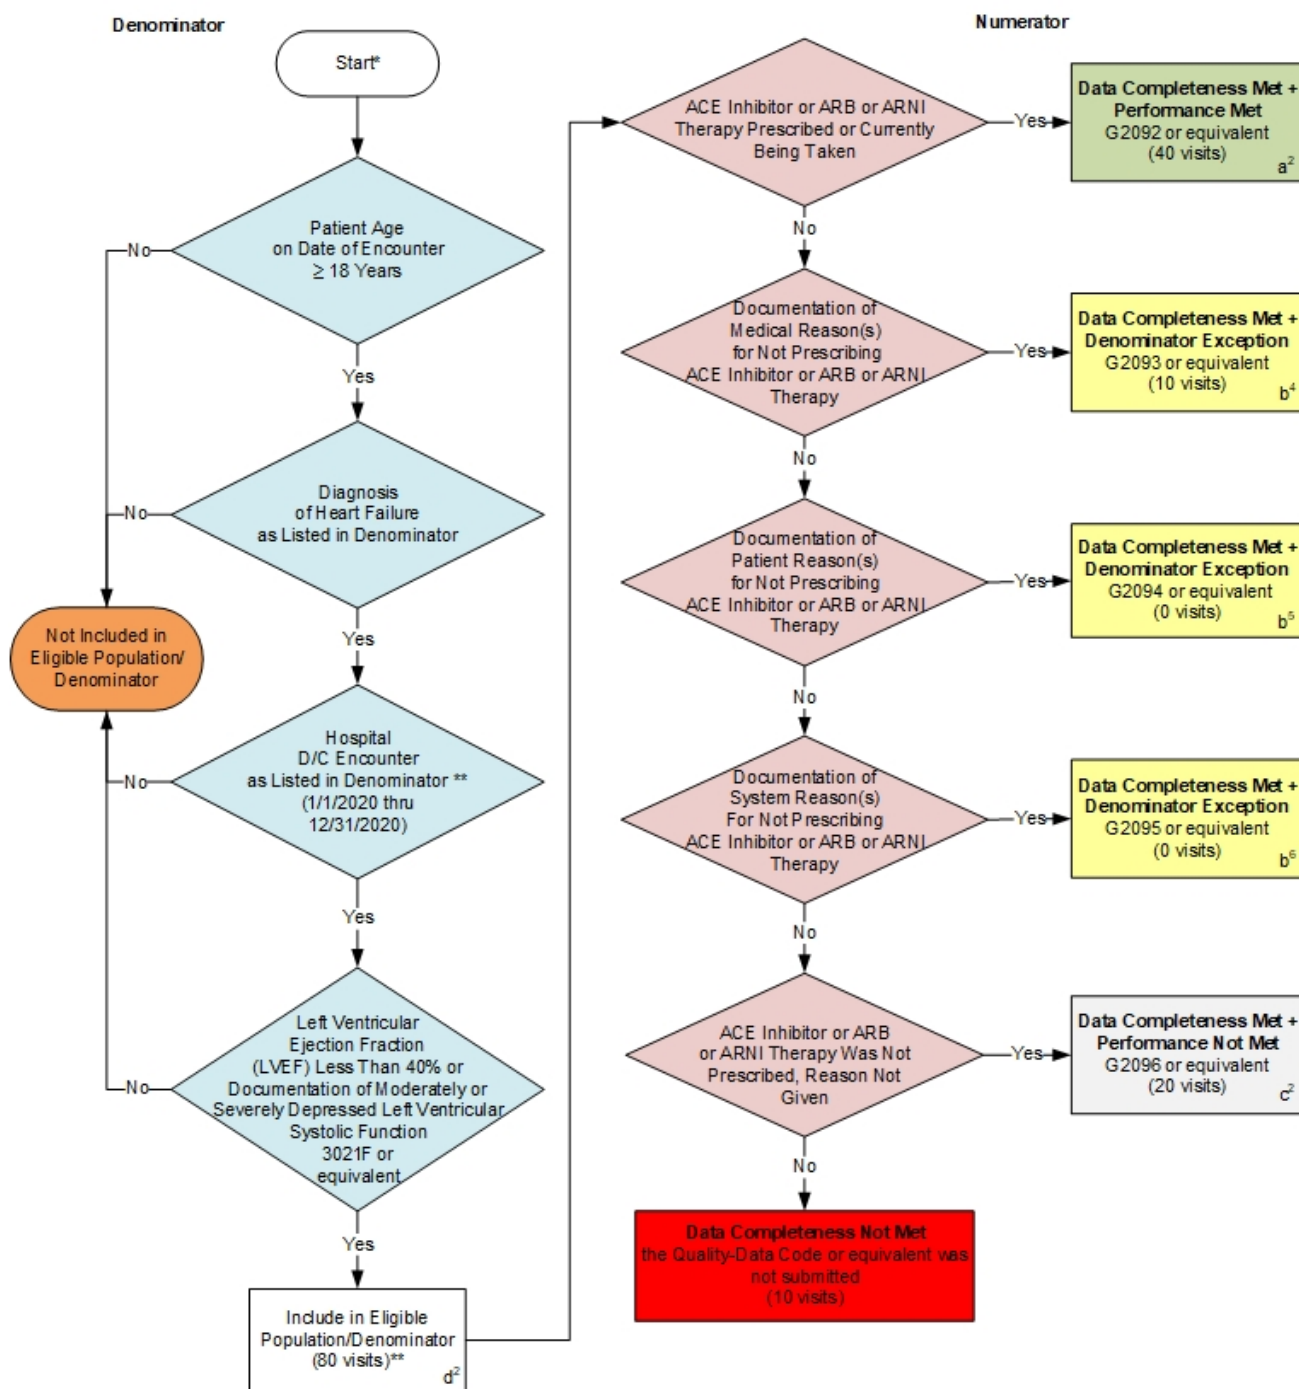 Denominator
Start*
Patient Age
on Date of Encounter
≥ 18 Years
No
Yes
Diagnosis
of Heart Failure
as Listed in Denominator
No
Yes
Not Included in
Eligible Population/
Denominator
Hospital
D/C Encounter
as Listed in Denominator **
(1/1/2020 thru
12/31/2020)
No
Yes
Left Ventricular
Ejection Fraction
(LVEF) Less Than 40% or
Documentation of Moderately or
Severely Depressed Left Ventricular
Systolic Function
3021F or
equivalent
No
Yes
Include in Eligible
Population/Denominator
(80 visits)**
d²
Numerator
ACE Inhibitor or ARB or ARNI
Therapy Prescribed or Currently
Being Taken
Yes
Data Completeness Met +
Performance Met
G2092 or equivalent
(40 visits)
a²
No
Documentation of
Medical Reason(s)
for Not Prescribing
ACE Inhibitor or ARB or ARNI
Therapy
Yes
Data Completeness Met +
Denominator Exception
G2093 or equivalent
(10 visits)
b⁴
No
Documentation of
Patient Reason(s)
for Not Prescribing
ACE Inhibitor or ARB or ARNI
Therapy
Yes
Data Completeness Met +
Denominator Exception
G2094 or equivalent
(0 visits)
b⁵
No
Documentation of
System Reason(s)
For Not Prescribing
ACE Inhibitor or ARB or ARNI
Therapy
Yes
Data Completeness Met +
Denominator Exception
G2095 or equivalent
(0 visits)
b⁶
No
ACE Inhibitor or ARB
or ARNI Therapy Was Not
Prescribed, Reason Not
Given
Yes
Data Completeness Met +
Performance Not Met
G2096 or equivalent
(20 visits)
c²
No
Data Completeness Not Met
the Quality-Data Code or equivalent was
not submitted
(10 visits)